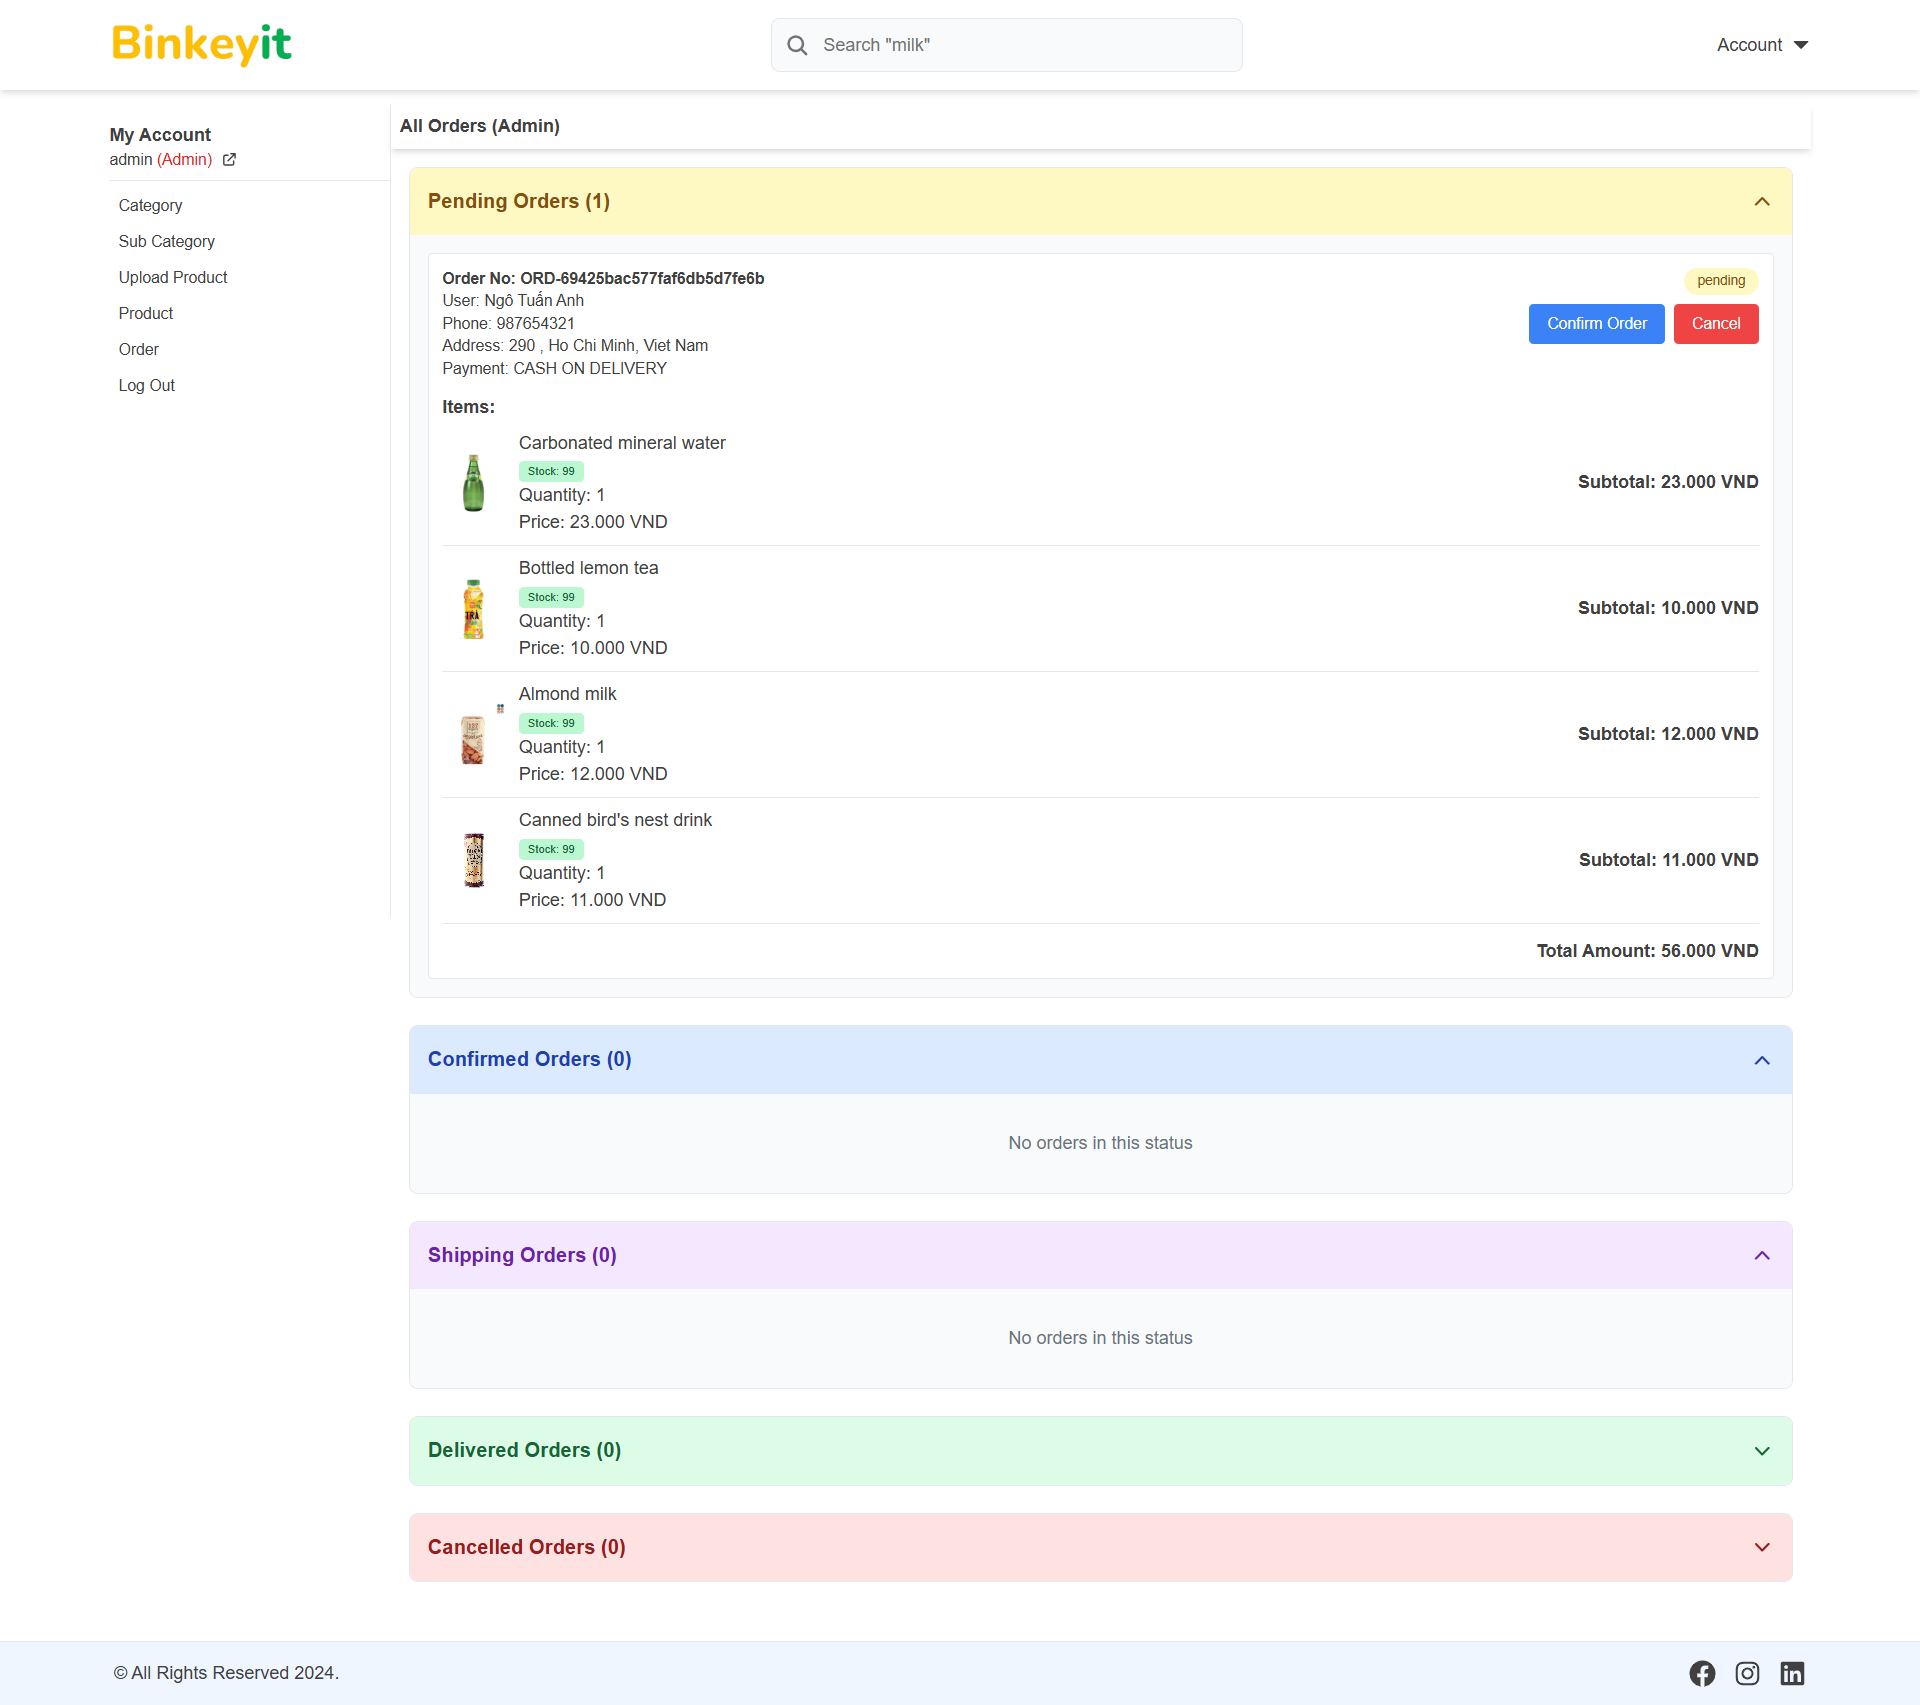 Binkeyit
Search "milk"
Account
My Account
admin (Admin)
Category
Sub Category
Upload Product
Product
Order
Log Out
All Orders (Admin)
Pending Orders (1)
Order No: ORD-69425bac577faf6db5d7fe6b
pending
User: Ngô Tuấn Anh
Phone: 987654321
Address: 290 , Ho Chi Minh, Viet Nam
Payment: CASH ON DELIVERY
Confirm Order
Cancel
Items:
Carbonated mineral water
Stock: 99
Quantity: 1
Price: 23.000 VND
Subtotal: 23.000 VND
Bottled lemon tea
Stock: 99
Quantity: 1
Price: 10.000 VND
Subtotal: 10.000 VND
Almond milk
Stock: 99
Quantity: 1
Price: 12.000 VND
Subtotal: 12.000 VND
Canned bird's nest drink
Stock: 99
Quantity: 1
Price: 11.000 VND
Subtotal: 11.000 VND
Total Amount: 56.000 VND
Confirmed Orders (0)
No orders in this status
Shipping Orders (0)
No orders in this status
Delivered Orders (0)
Cancelled Orders (0)
© All Rights Reserved 2024.